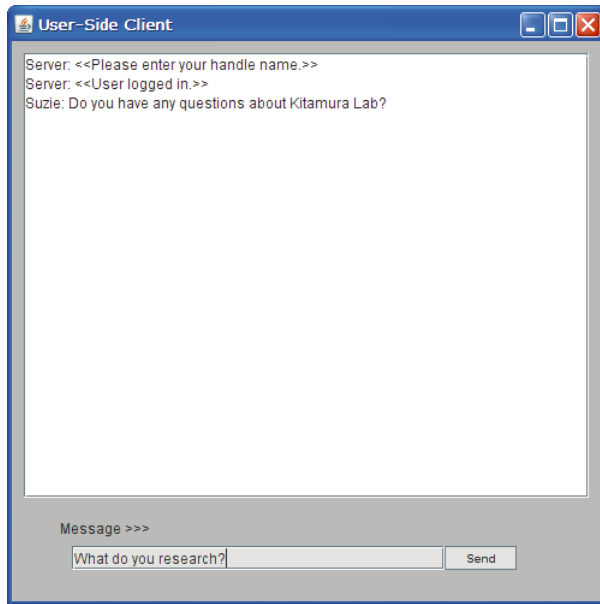 User-Side Client
Server: <<Please enter your handle name.>>
Server: <<User logged in.>>
Suzie: Do you have any questions about Kitamura Lab?
Message >>>
What do you research?
Send